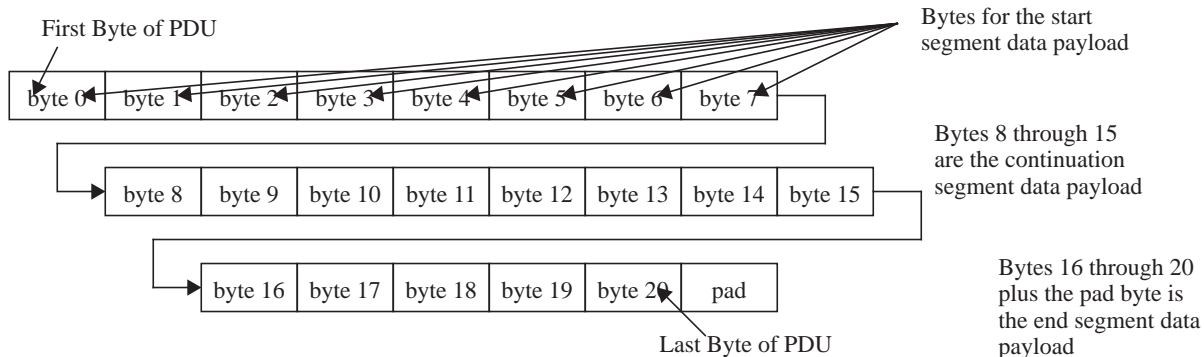 First Byte of PDU
Bytes for the start
segment data payload
byte 0 byte 1 byte 2 byte 3 byte 4 byte 5 byte 6 byte 7
Bytes 8 through 15
are the continuation
segment data payload
byte 8 byte 9 byte 10 byte 11 byte 12 byte 13 byte 14 byte 15
Bytes 16 through 20
plus the pad byte is
the end segment data
payload
byte 16 byte 17 byte 18 byte 19 byte 20 pad
Last Byte of PDU